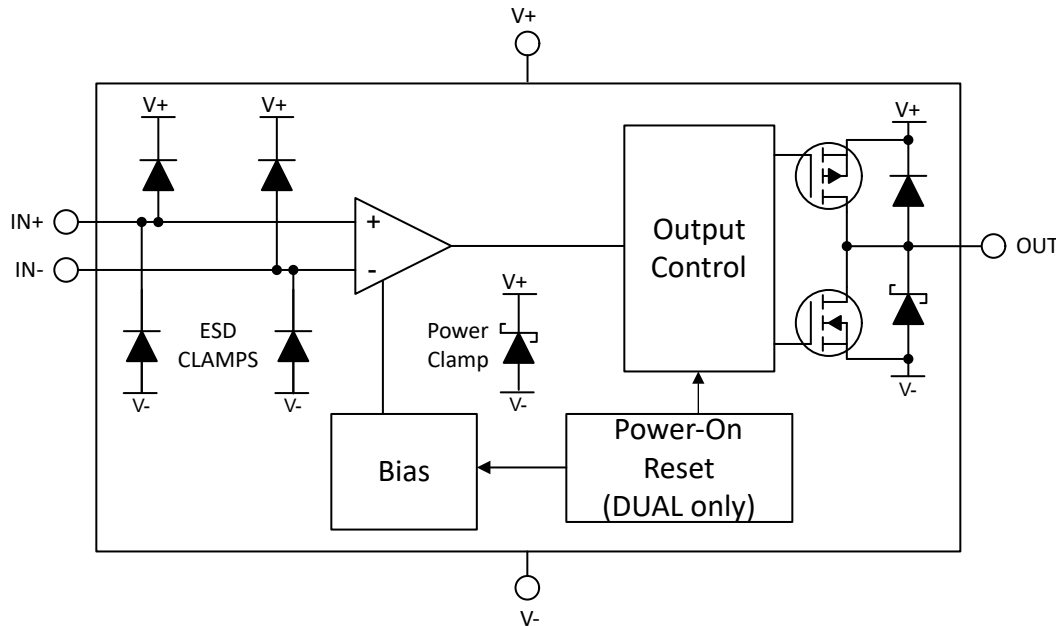 V+
V+
V+
V+
IN+
+
IN-
-
Output
Control
OUT
ESD
CLAMPS
Power
Clamp
V+
V-
V-
V-
V-
Bias
Power-On
Reset
(DUAL only)
V-